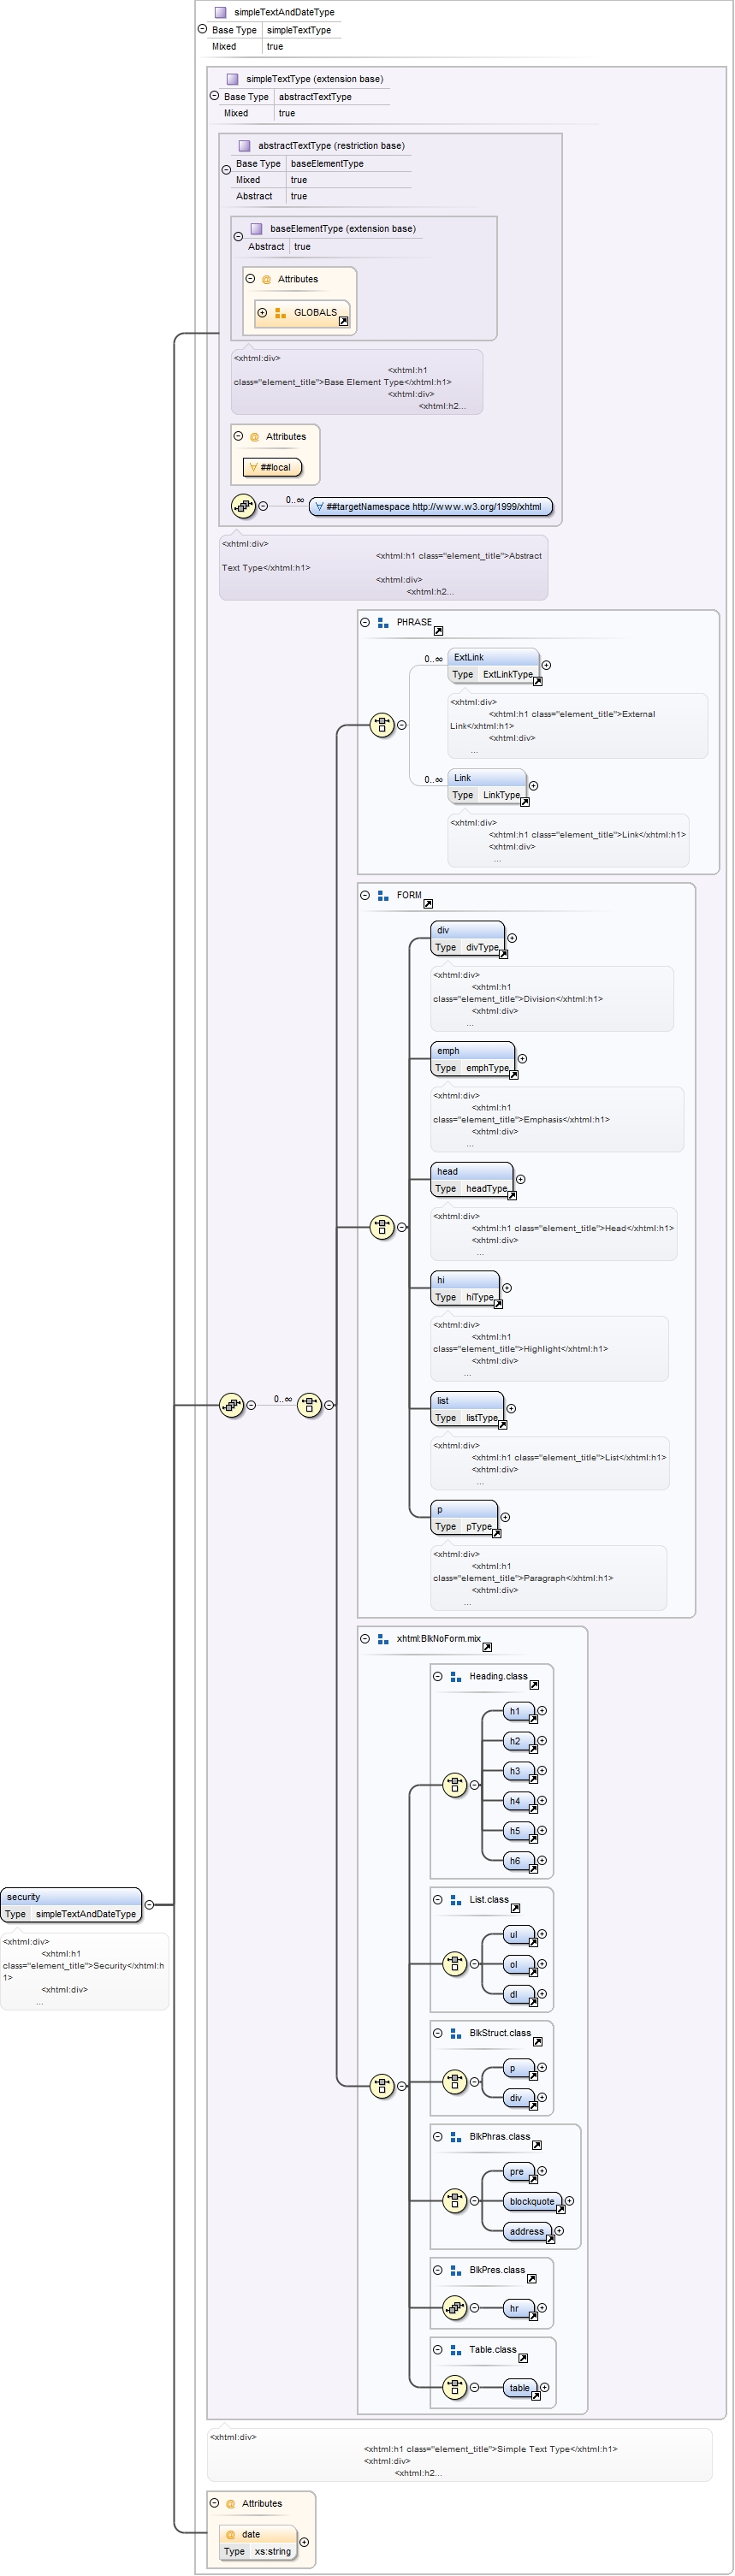 simpleTextAndDateType
Base Type simpleTextType
Mixed true
simpleTextType (extension base)
Base Type abstractTextType
Mixed true
abstractTextType (restriction base)
Base Type baseElementType
Mixed true
Abstract true
baseElementType (extension base)
Abstract true
@ Attributes
GLOBALS
<xhtml:div>
<xhtml:h1
class="element_title">Base Element Type</xhtml:h1>
<xhtml:div>
<xhtml:h2...
@ Attributes
∀ ##local
0..∞
∀ ##targetNamespace http://www.w3.org/1999/xhtml
<xhtml:div>
<xhtml:h1 class="element_title">Abstract
Text Type</xhtml:h1>
<xhtml:div>
<xhtml:h2...
PHRASE
0..∞
ExtLink
Type ExtLinkType
<xhtml:div>
<xhtml:h1 class="element_title">External
Link</xhtml:h1>
<xhtml:div>
...
0..∞
Link
Type LinkType
<xhtml:div>
<xhtml:h1 class="element_title">Link</xhtml:h1>
<xhtml:div>
...
FORM
div
Type divType
<xhtml:div>
<xhtml:h1
class="element_title">Division</xhtml:h1>
<xhtml:div>
...
emph
Type emphType
<xhtml:div>
<xhtml:h1
class="element_title">Emphasis</xhtml:h1>
<xhtml:div>
...
head
Type headType
<xhtml:div>
<xhtml:h1 class="element_title">Head</xhtml:h1>
<xhtml:div>
...
hi
Type hiType
<xhtml:div>
<xhtml:h1
class="element_title">Highlight</xhtml:h1>
<xhtml:div>
...
0..∞
list
Type listType
<xhtml:div>
<xhtml:h1 class="element_title">List</xhtml:h1>
<xhtml:div>
...
p
Type pType
<xhtml:div>
<xhtml:h1
class="element_title">Paragraph</xhtml:h1>
<xhtml:div>
...
xhtml:BlkNoForm.mix
Heading.class
h1
h2
h3
h4
h5
h6
security
Type simpleTextAndDateType
<xhtml:div>
<xhtml:h1
class="element_title">Security</xhtml:h
1>
<xhtml:div>
...
List.class
ul
ol
dl
BlkStruct.class
p
div
BlkPhras.class
pre
blockquote
address
BlkPres.class
hr
Table.class
table
<xhtml:div>
<xhtml:h1 class="element_title">Simple Text Type</xhtml:h1>
<xhtml:div>
<xhtml:h2...
@ Attributes
@ date
Type xs:string